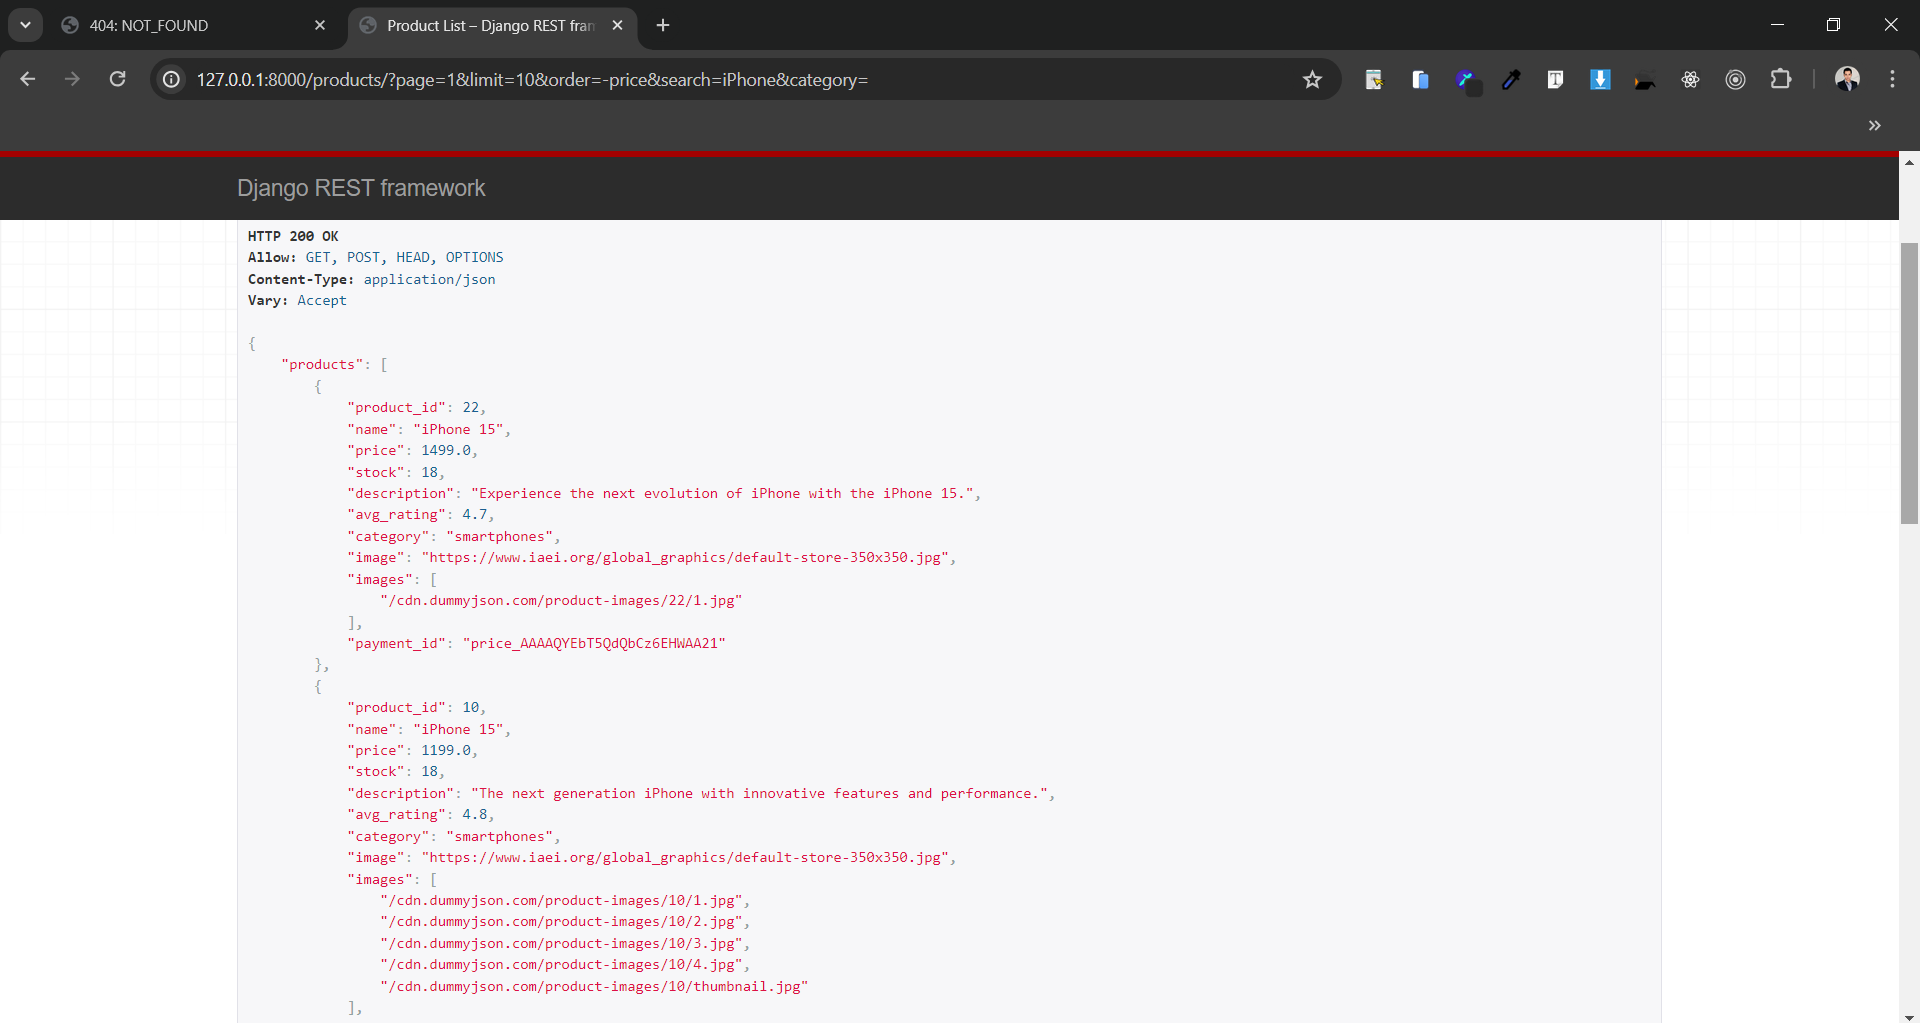 404: NOT_FOUND
Product List – Django REST fran
127.0.0.1:8000/products/?page=1&limit=10&order=-price&search=iPhone&category=
Django REST framework
HTTP 200 OK
Allow: GET, POST, HEAD, OPTIONS
Content-Type: application/json
Vary: Accept
{
"products": [
{
"product_id": 22,
"name": "iPhone 15",
"price": 1499.0,
"stock": 18,
"description": "Experience the next evolution of iPhone with the iPhone 15.",
"avg_rating": 4.7,
"category": "smartphones",
"image": "https://www.iaei.org/global_graphics/default-store-350x350.jpg",
"images": [
"/cdn.dummyjson.com/product-images/22/1.jpg"
],
"payment_id": "price_AAAAQYEbT5QdQbCz6EHWAA21"
},
{
"product_id": 10,
"name": "iPhone 15",
"price": 1199.0,
"stock": 18,
"description": "The next generation iPhone with innovative features and performance.",
"avg_rating": 4.8,
"category": "smartphones",
"image": "https://www.iaei.org/global_graphics/default-store-350x350.jpg",
"images": [
"/cdn.dummyjson.com/product-images/10/1.jpg",
"/cdn.dummyjson.com/product-images/10/2.jpg",
"/cdn.dummyjson.com/product-images/10/3.jpg",
"/cdn.dummyjson.com/product-images/10/4.jpg",
"/cdn.dummyjson.com/product-images/10/thumbnail.jpg"
],